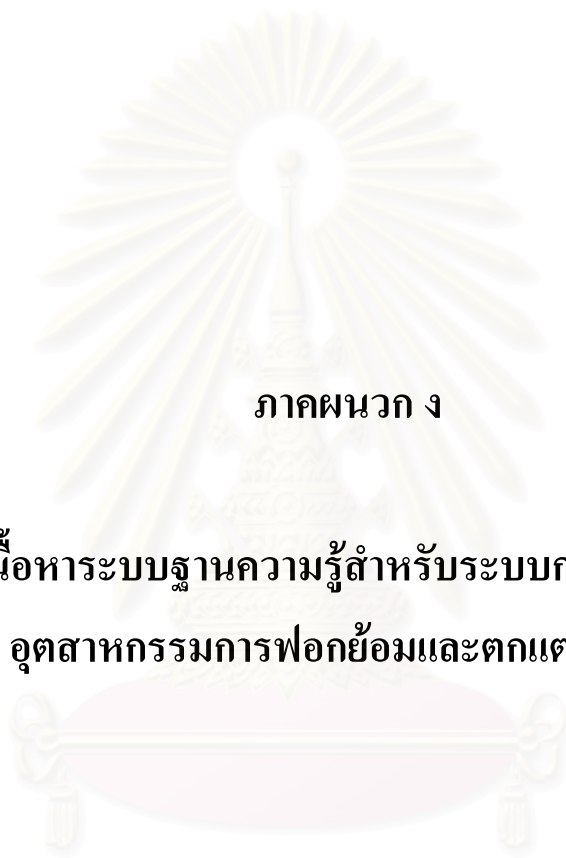 ภาคผนวก ง
นื้อหาระบบฐานความรู้สำหรับระบบก
อุตสาหกรรมการฟอกย้อมและตกแต